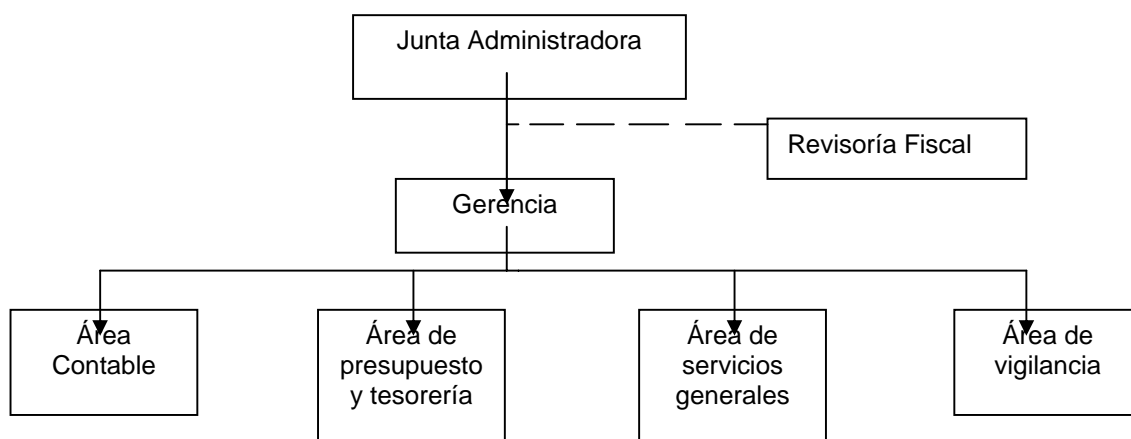 Junta Administradora
Revisoría Fiscal
Gerencia
Área
Contable
Área de
presupuesto
y tesorería
Área de
servicios
generales
Área de
vigilancia